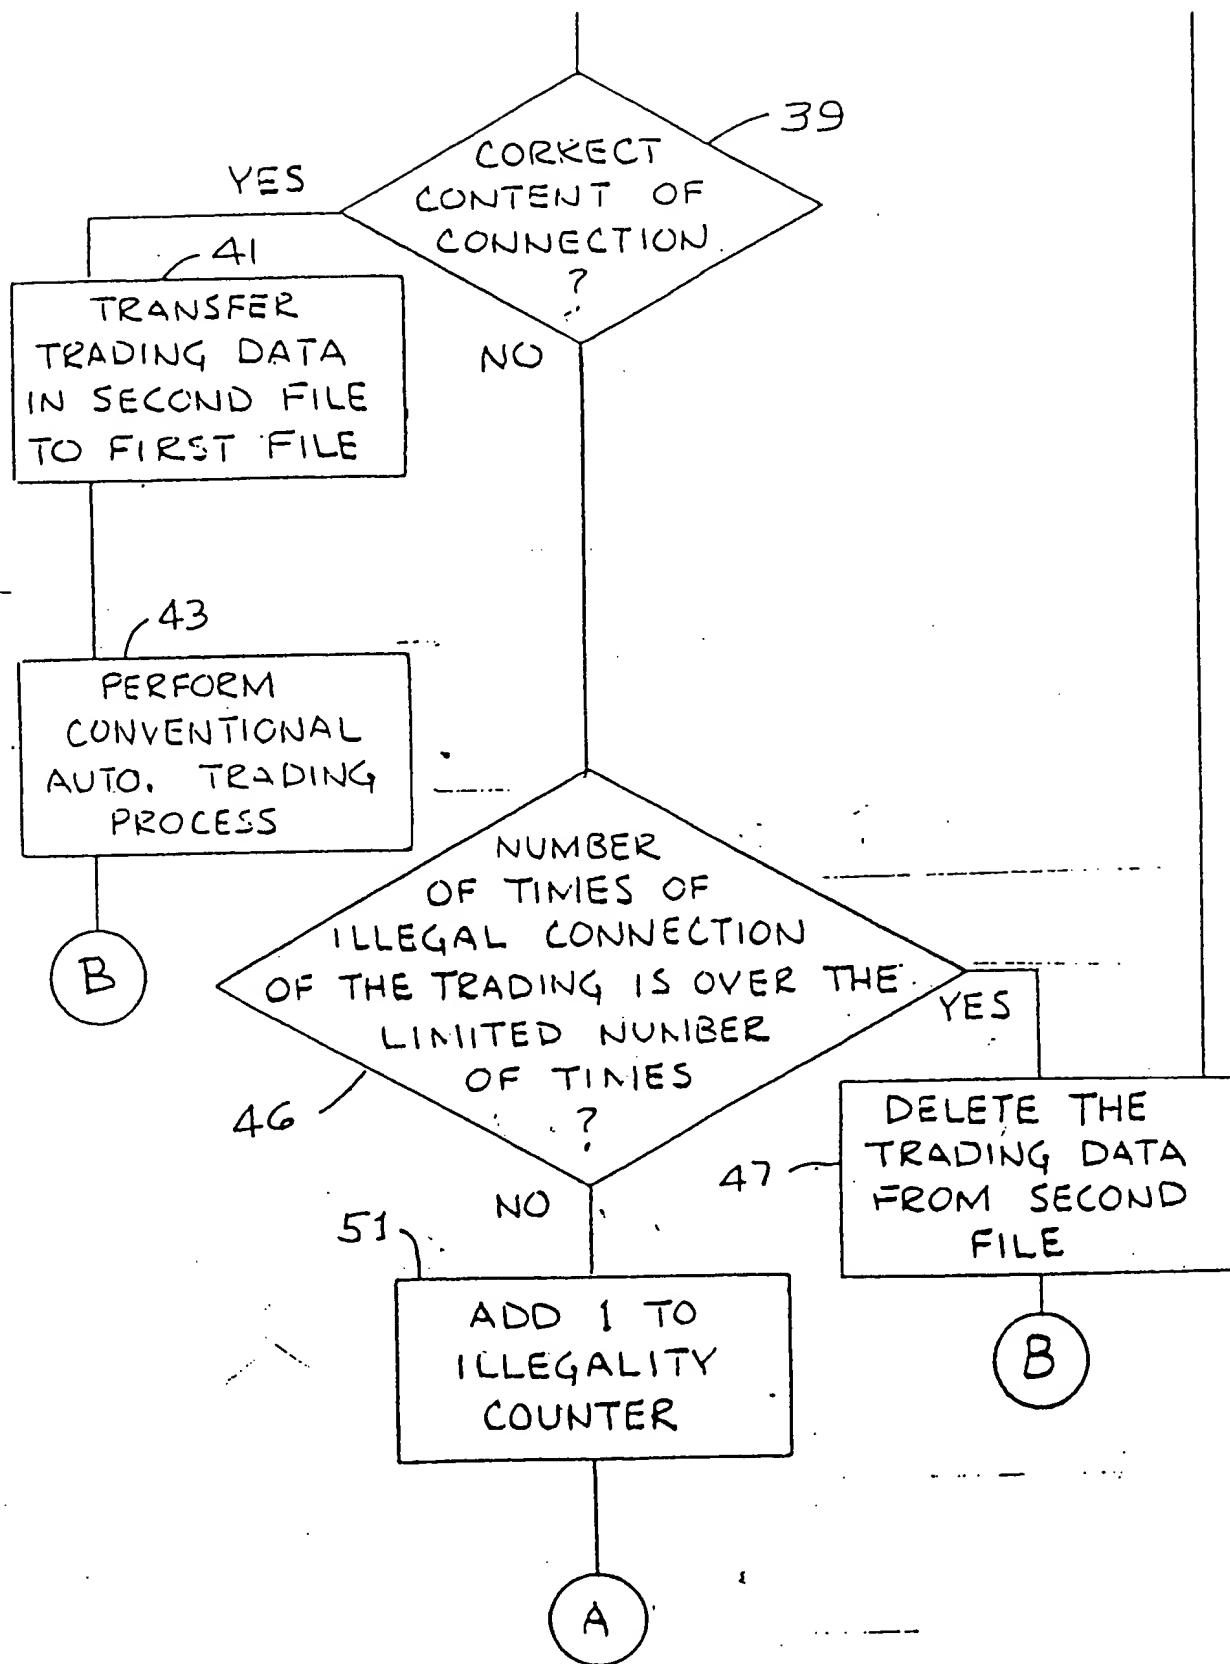 39
CORRECT
CONTENT OF
CONNECTION
?
YES
NO
41
TRANSFER
TRADING DATA
IN SECOND FILE
TO FIRST FILE
43
PERFORM
CONVENTIONAL
AUTO. TRADING
PROCESS
B
NUMBER
OF TIMES OF
ILLEGAL CONNECTION
OF THE TRADING IS OVER THE
LIMITED NUMBER
OF TIMES
?
46
YES
NO
47
DELETE THE
TRADING DATA
FROM SECOND
FILE
B
51
ADD 1 TO
ILLEGALITY
COUNTER
A